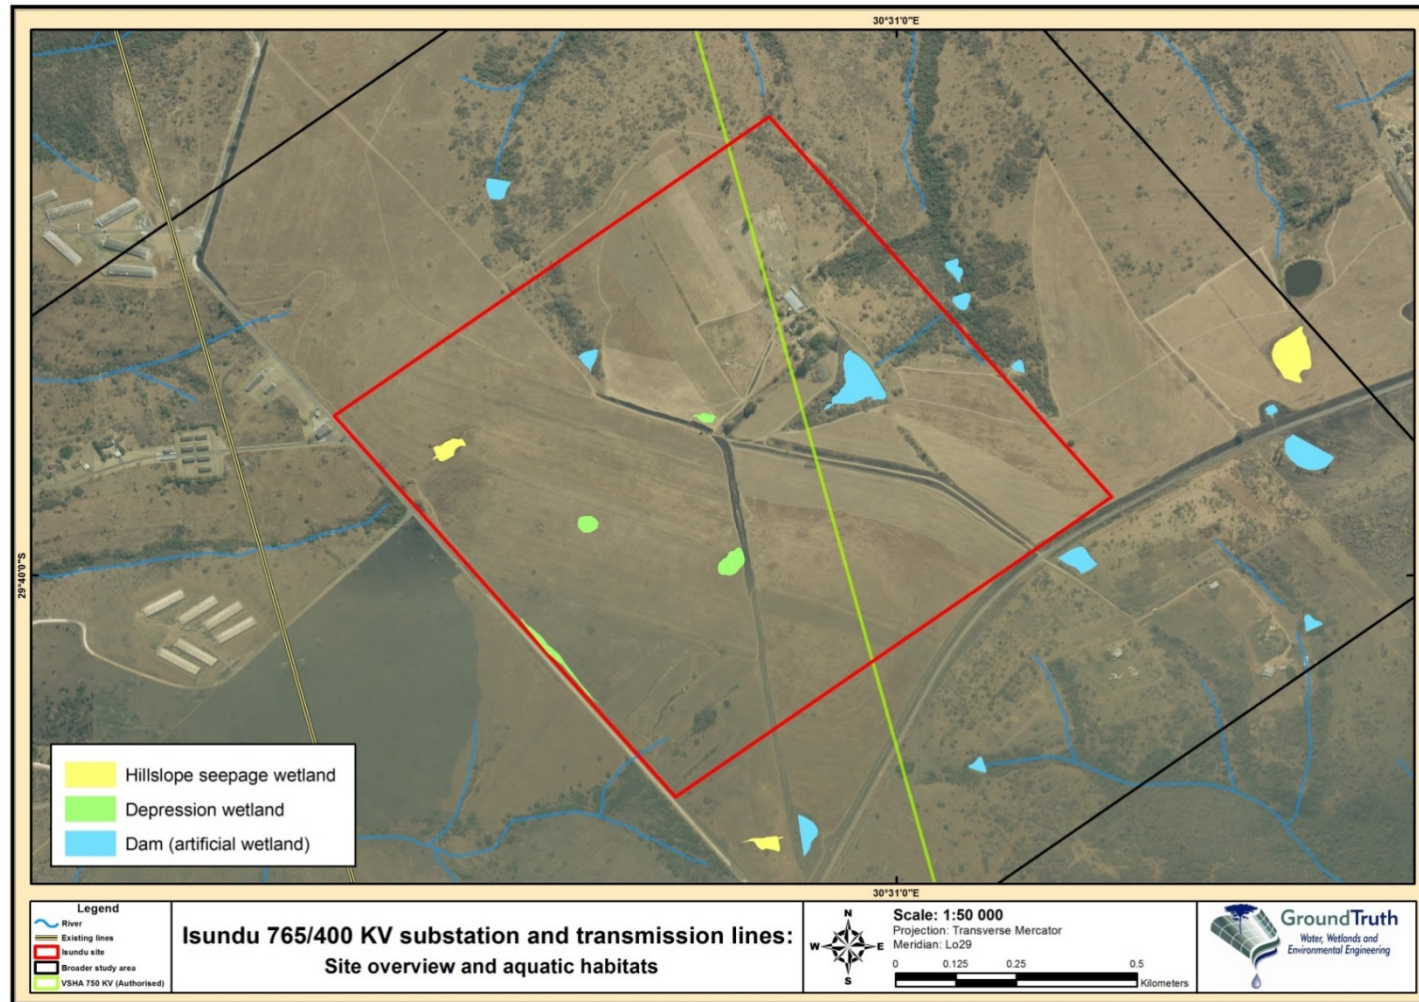 30°31'0"E
29°40'0"S
Hillslope seepage wetland
Depression wetland
Dam (artificial wetland)
30°31'0"E
Legend
River
Existing lines
Isundu site
Broader study area
VSHA 750 KV (Authorised)
Isundu 765/400 KV substation and transmission lines:
Site overview and aquatic habitats
N
W E
S
Scale: 1:50 000
Projection: Transverse Mercator
Meridian: Lo29
0 0.125 0.25 0.5
Kilometers
GroundTruth
Water, Wetlands and
Environmental Engineering